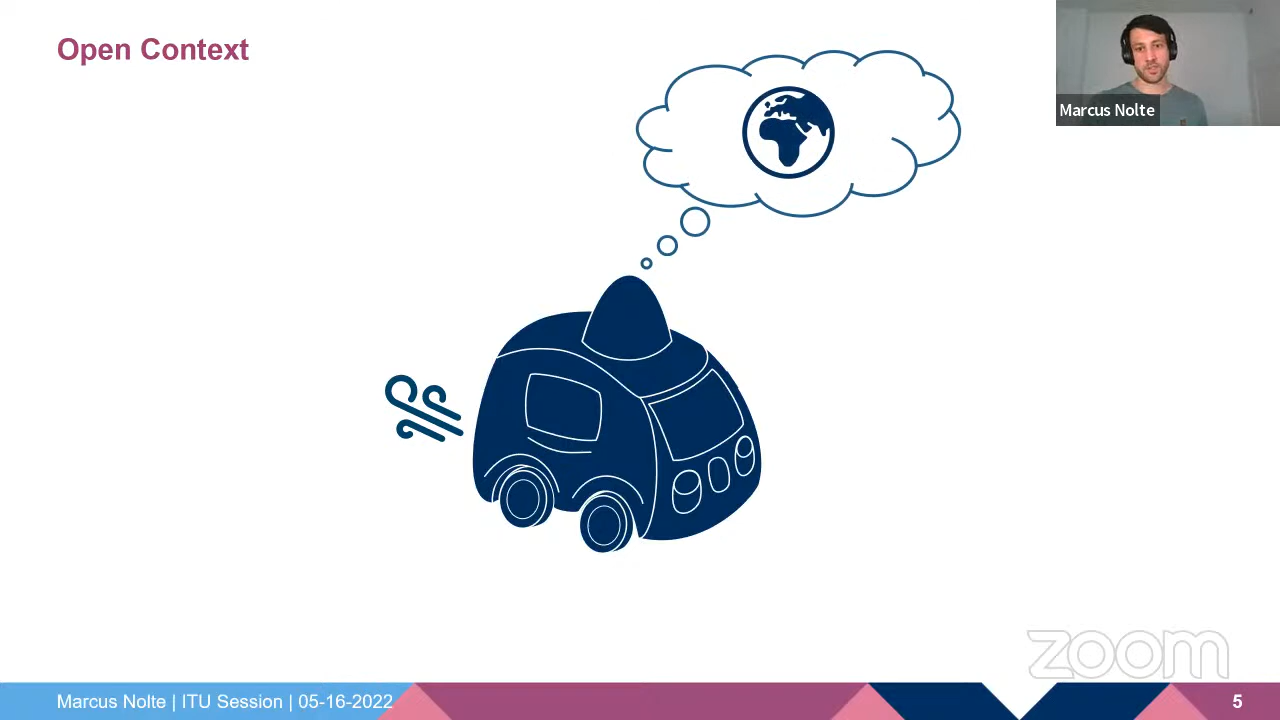 Open Context
Marcus Nolte
zoom
Marcus Nolte | ITU Session | 05-16-2022
5